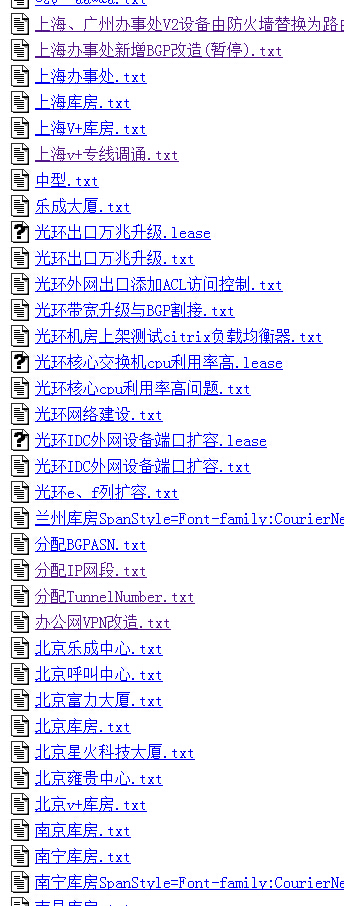 上海、广州办事处V2设备由防火墙替换为路由
上海办事处新增BGP改造(暂停).txt
上海办事处.txt
上海库房.txt
上海V+库房.txt
上海v+专线调通.txt
中型.txt
乐成大厦.txt
光环出口万兆升级.lease
光环出口万兆升级.txt
光环外网出口添加ACL访问控制.txt
光环带宽升级与BGP割接.txt
光环机房上架测试citrix负载均衡器.txt
光环核心交换机cpu利用率高.lease
光环核心cpu利用率高问题.txt
光环网络建设.txt
光环IDC外网设备端口扩容.lease
光环IDC外网设备端口扩容.txt
光环e、f列扩容.txt
兰州库房SpanStyle=Font-family:CourierNe
分配BGPASN.txt
分配IP网段.txt
分配TunnelNumber.txt
办公网VPN改造.txt
北京乐成中心.txt
北京呼叫中心.txt
北京富力大厦.txt
北京库房.txt
北京星火科技大厦.txt
北京雍贵中心.txt
北京v+库房.txt
南京库房.txt
南宁库房.txt
南宁库房SpanStyle=Font-family:CourierNe